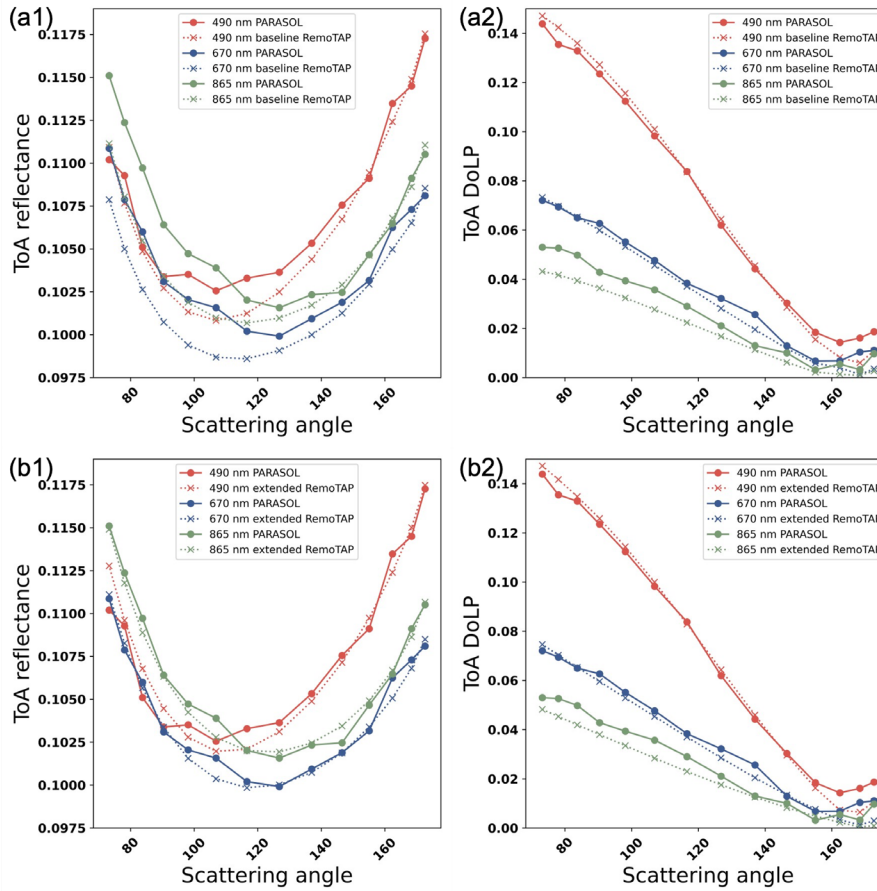 (a1)
0.1175
0.1150
0.1125
0.1100
0.1075
0.1050
0.1025
0.1000
0.0975
ToA reflectance
490 nm PARASOL
490 nm baseline RemoTAP
670 nm PARASOL
670 nm baseline RemoTAP
865 nm PARASOL
865 nm baseline RemoTAP
80
100
120
140
160
Scattering angle
(a2)
0.14
0.12
0.10
0.08
0.06
0.04
0.02
0.00
ToA DoLP
490 nm PARASOL
490 nm baseline RemoTAP
670 nm PARASOL
670 nm baseline RemoTAP
865 nm PARASOL
865 nm baseline RemoTAP
80
100
120
140
160
Scattering angle
(b1)
0.1175
0.1150
0.1125
0.1100
0.1075
0.1050
0.1025
0.1000
0.0975
ToA reflectance
490 nm PARASOL
490 nm extended RemoTAP
670 nm PARASOL
670 nm extended RemoTAP
865 nm PARASOL
865 nm extended RemoTAP
80
100
120
140
160
Scattering angle
(b2)
0.14
0.12
0.10
0.08
0.06
0.04
0.02
0.00
ToA DoLP
490 nm PARASOL
490 nm extended RemoTAP
670 nm PARASOL
670 nm extended RemoTAP
865 nm PARASOL
865 nm extended RemoTAP
80
100
120
140
160
Scattering angle